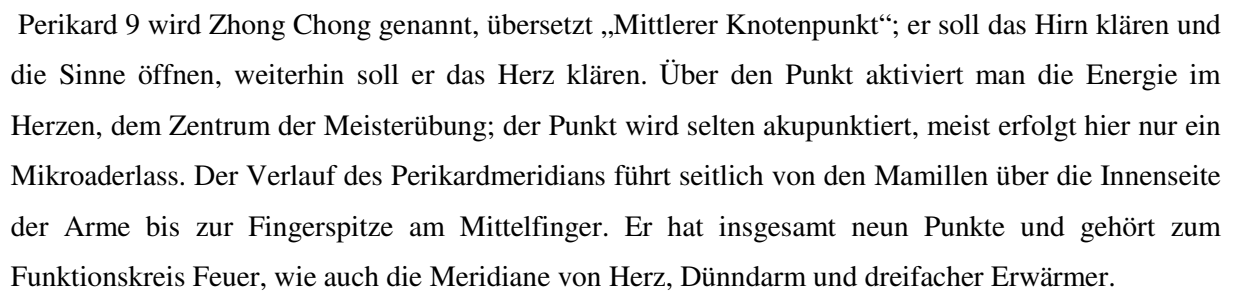 Perikard 9 wird Zhong Chong genannt, übersetzt „Mittlerer Knotenpunkt“; er soll das Hirn klären und
die Sinne öffnen, weiterhin soll er das Herz klären. Über den Punkt aktiviert man die Energie im
Herzen, dem Zentrum der Meisterübung; der Punkt wird selten akupunktiert, meist erfolgt hier nur ein
Mikroaderlass. Der Verlauf des Perikardmeridians führt seitlich von den Mamillen über die Innenseite
der Arme bis zur Fingerspitze am Mittelfinger. Er hat insgesamt neun Punkte und gehört zum
Funktionskreis Feuer, wie auch die Meridiane von Herz, Dünndarm und dreifacher Erwärmer.